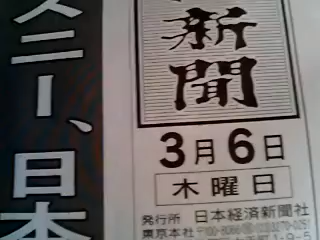 新聞
3月6日
木曜日
発行所 日本経済新聞社
東京本社
スニー、日本